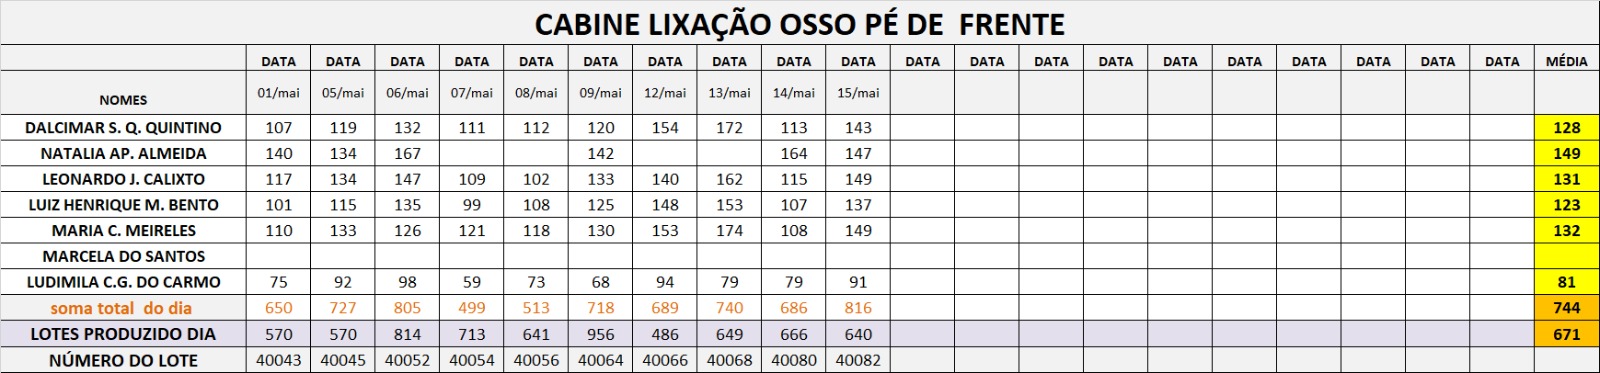 CABINE LIXAÇÃO OSSO PÉ DE FRENTE
DATA DATA DATA DATA DATA DATA DATA DATA DATA DATA DATA DATA DATA DATA DATA DATA DATA DATA DATA DATA MÉDIA
NOMES 01/mai 05/mai 06/mai 07/mai 08/mai 09/mai 12/mai 13/mai 14/mai 15/mai
DALCIMAR S. Q. QUINTINO 107 119 132 111 112 120 154 172 113 143 128
NATALIA AP. ALMEIDA 140 134 167 142 164 147 149
LEONARDO J. CALIXTO 117 134 147 109 102 133 140 162 115 149 131
LUIZ HENRIQUE M. BENTO 101 115 135 99 108 125 148 153 107 137 123
MARIA C. MEIRELES 110 133 126 121 118 130 153 174 108 149 132
MARCELA DO SANTOS
LUDIMILA C.G. DO CARMO 75 92 98 59 73 68 94 79 79 91 81
soma total do dia 650 727 805 499 513 718 689 740 686 816 744
LOTES PRODUZIDO DIA 570 570 814 713 641 956 486 649 666 640 671
NÚMERO DO LOTE 40043 40045 40052 40054 40056 40064 40066 40068 40080 40082